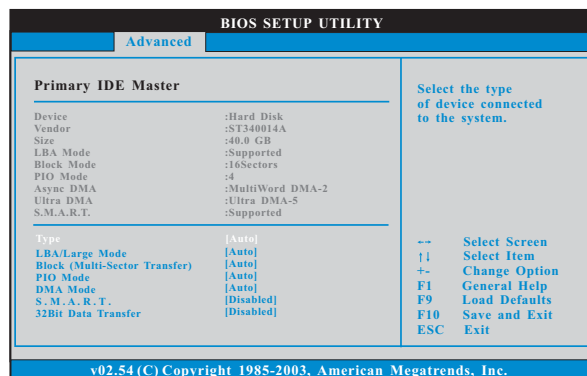 BIOS SETUP UTILITY
Advanced
Primary IDE Master
Device :Hard Disk
Vendor :ST340014A
Size :40.0 GB
LBA Mode :Supported
Block Mode :16Sectors
PIO Mode :4
Async DMA :MultiWord DMA-2
Ultra DMA :Ultra DMA-5
S.M.A.R.T. :Supported
Type [Auto]
LBA/Large Mode [Auto]
Block (Multi-Sector Transfer) [Auto]
PIO Mode [Auto]
DMA Mode [Auto]
S.M.A.R.T. [Disabled]
32Bit Data Transfer [Disabled]
Select the type
of device connected
to the system.
←→ Select Screen
↑↓ Select Item
+- Change Option
F1 General Help
F9 Load Defaults
F10 Save and Exit
ESC Exit
v02.54 (C) Copyright 1985-2003, American Megatrends, Inc.